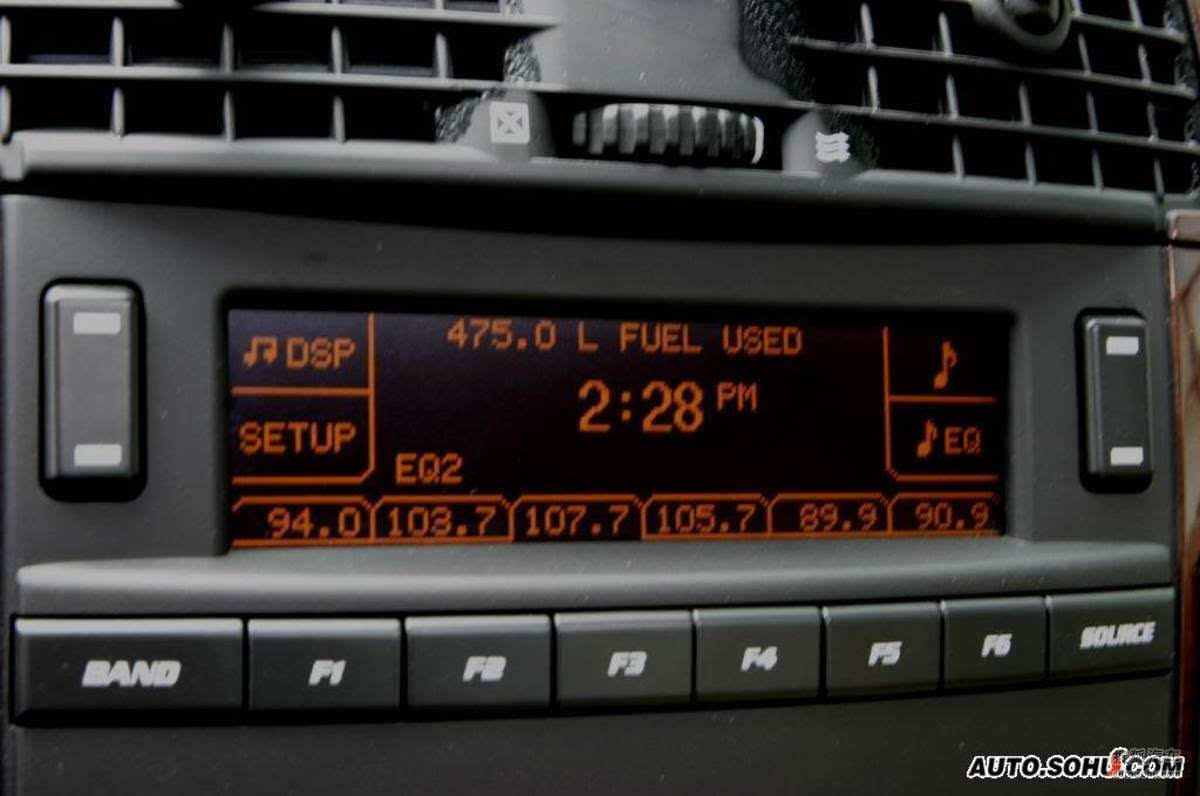 475.0 L FUEL USED
DSP
2:28 PM
SETUP
EQ
EQ2
94.0 103.7 107.7 105.7 89.9 90.9
BAND F1 F2 F3 F4 F5 F6 SOURCE
AUTO.SOHU.COM